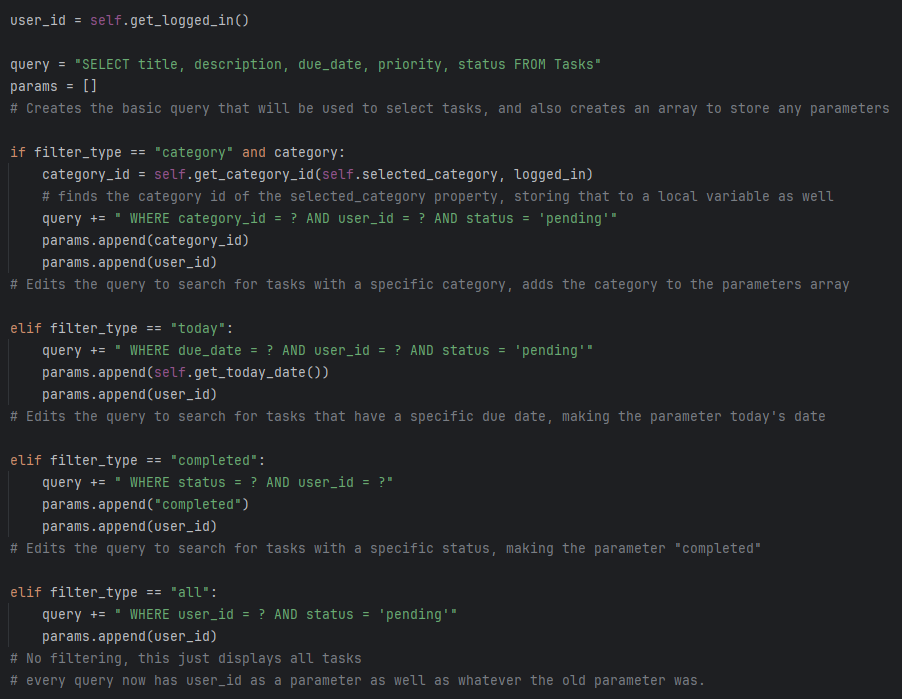 user_id = self.get_logged_in()
query = "SELECT title, description, due_date, priority, status FROM Tasks"
params = []
# Creates the basic query that will be used to select tasks, and also creates an array to store any parameters
if filter_type == "category" and category:
    category_id = self.get_category_id(self.selected_category, logged_in)
    # finds the category id of the selected_category property, storing that to a local variable as well
    query += " WHERE category_id = ? AND user_id = ? AND status = 'pending'"
    params.append(category_id)
    params.append(user_id)
# Edits the query to search for tasks with a specific category, adds the category to the parameters array
elif filter_type == "today":
    query += " WHERE due_date = ? AND user_id = ? AND status = 'pending'"
    params.append(self.get_today_date())
    params.append(user_id)
# Edits the query to search for tasks that have a specific due date, making the parameter today's date
elif filter_type == "completed":
    query += " WHERE status = ? AND user_id = ?"
    params.append("completed")
    params.append(user_id)
# Edits the query to search for tasks with a specific status, making the parameter "completed"
elif filter_type == "all":
    query += " WHERE user_id = ? AND status = 'pending'"
    params.append(user_id)
# No filtering, this just displays all tasks
# every query now has user_id as a parameter as well as whatever the old parameter was.